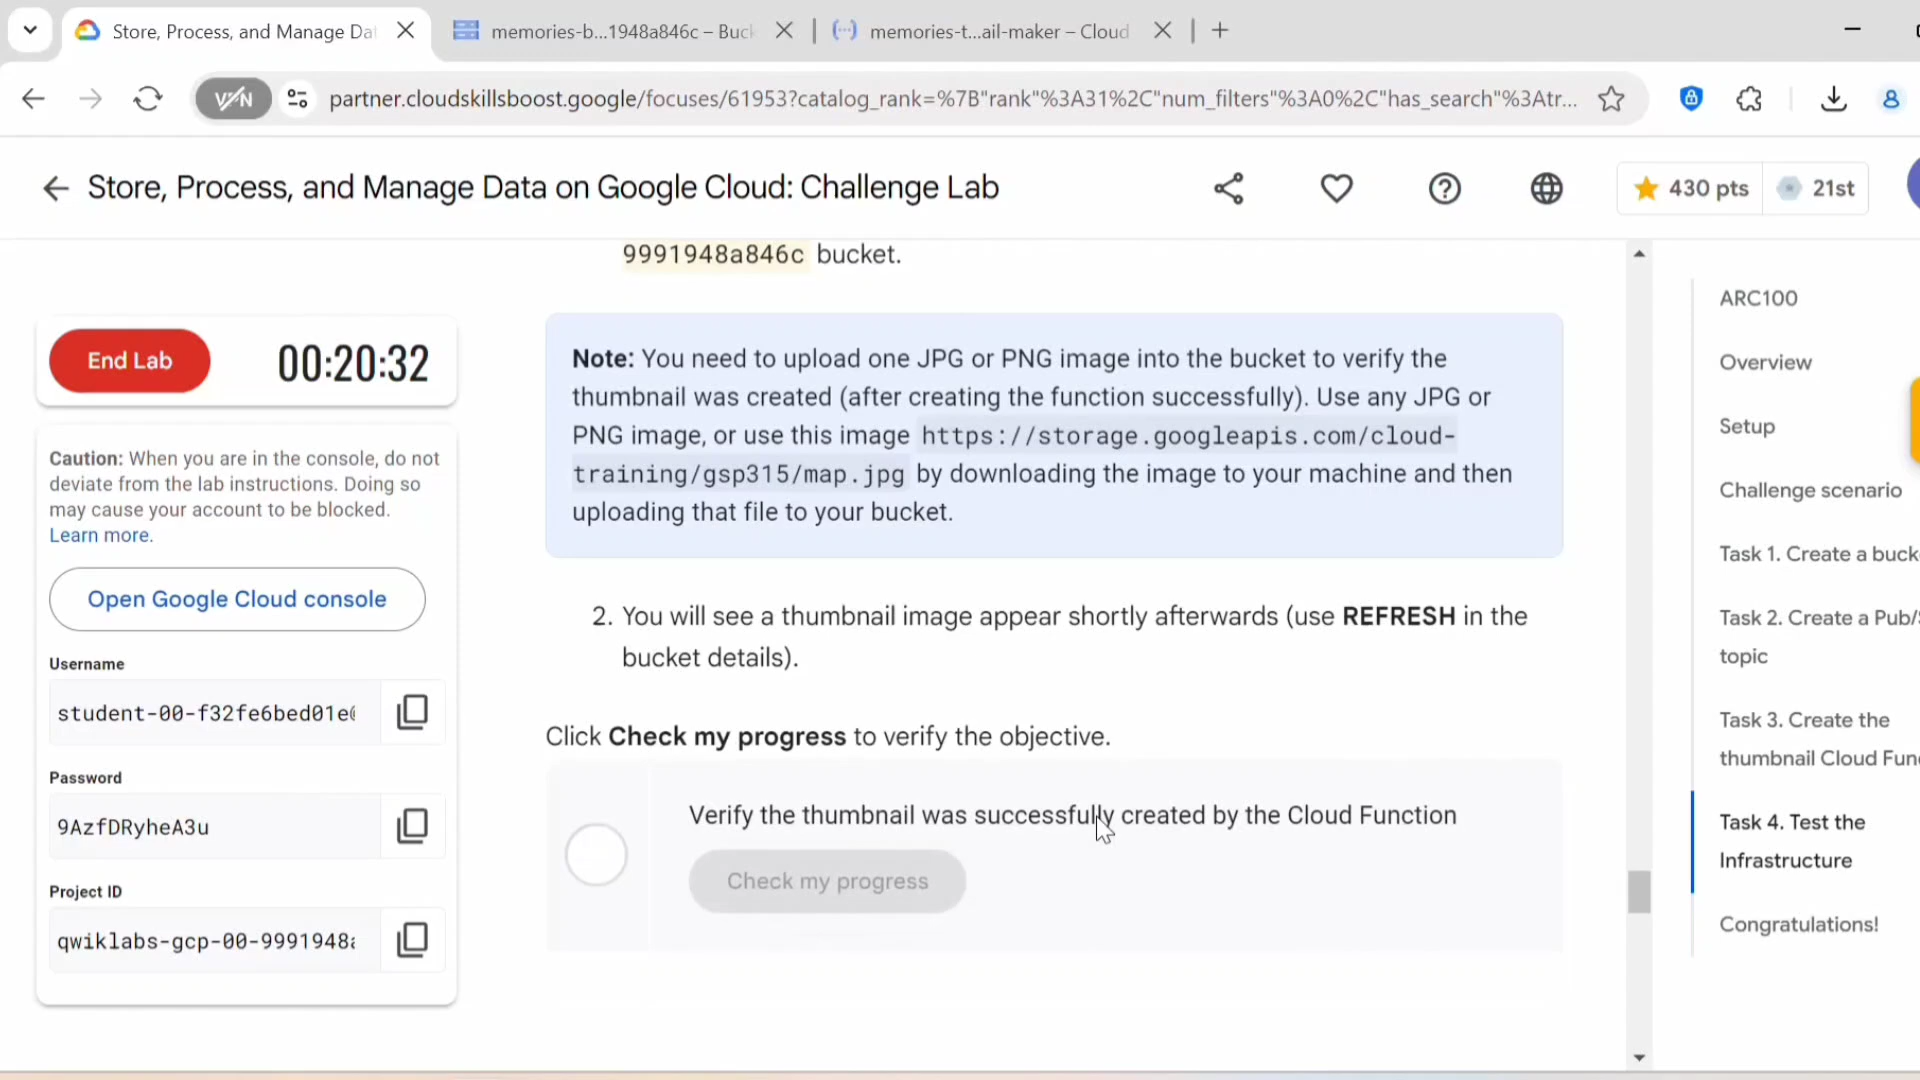 Store, Process, and Manage Da
memories-b...1948a846c – Buc
memories-t...ail-maker – Cloud
VPN
partner.cloudskillsboost.google/focuses/61953?catalog_rank=%7B"rank"%3A31%2C"num_filters"%3A0%2C"has_search"%3Atr...
Store, Process, and Manage Data on Google Cloud: Challenge Lab
430 pts
21st
9991948a846c bucket.
End Lab
00:20:32
Caution: When you are in the console, do not
deviate from the lab instructions. Doing so
may cause your account to be blocked.
Learn more.
Open Google Cloud console
Username
student-00-f32fe6bed01e@
Password
9AzfDRyheA3u
Project ID
qwiklabs-gcp-00-9991948a
Note: You need to upload one JPG or PNG image into the bucket to verify the
thumbnail was created (after creating the function successfully). Use any JPG or
PNG image, or use this image https://storage.googleapis.com/cloud-
training/gsp315/map.jpg by downloading the image to your machine and then
uploading that file to your bucket.
2. You will see a thumbnail image appear shortly afterwards (use REFRESH in the
bucket details).
Click Check my progress to verify the objective.
Verify the thumbnail was successfully created by the Cloud Function
Check my progress
ARC100
Overview
Setup
Challenge scenario
Task 1. Create a bucke
Task 2. Create a Pub/S
topic
Task 3. Create the
thumbnail Cloud Fun
Task 4. Test the
Infrastructure
Congratulations!